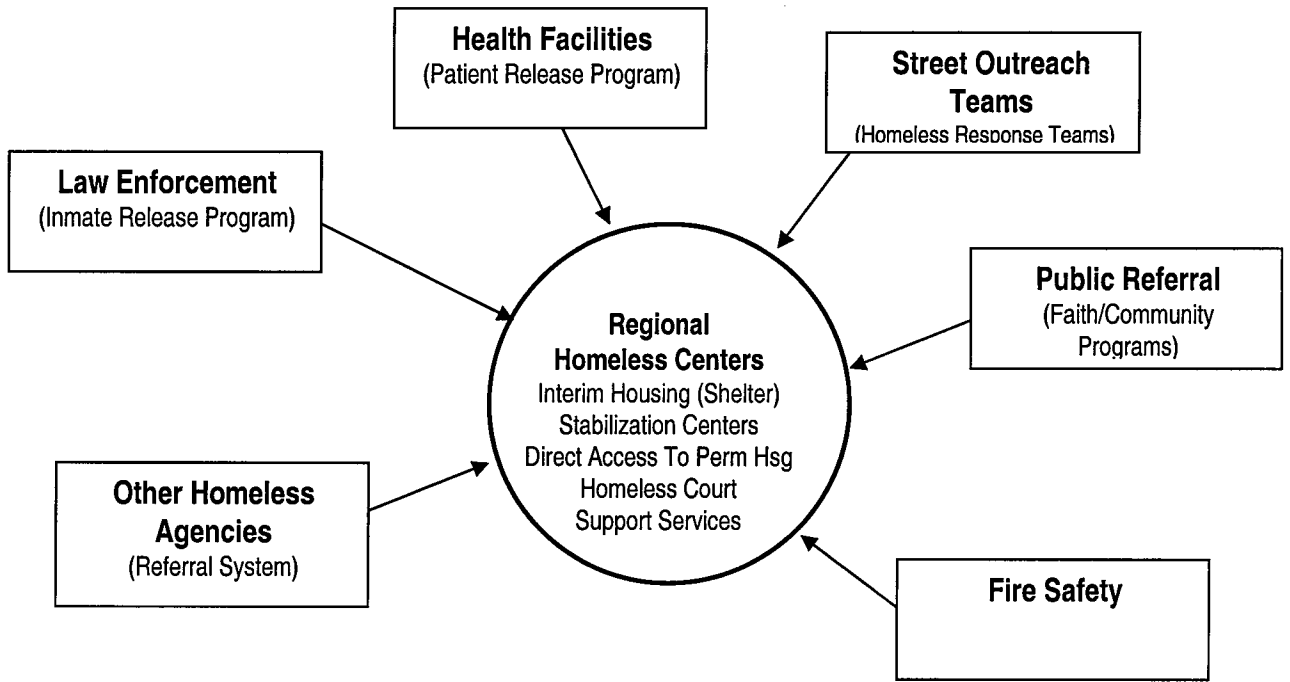 Health Facilities
(Patient Release Program)
Street Outreach
Teams
(Homeless Response Teams)
Law Enforcement
(Inmate Release Program)
Public Referral
(Faith/Community
Programs)
Regional
Homeless Centers
Interim Housing (Shelter)
Stabilization Centers
Direct Access To Perm Hsg
Homeless Court
Support Services
Other Homeless
Agencies
(Referral System)
Fire Safety